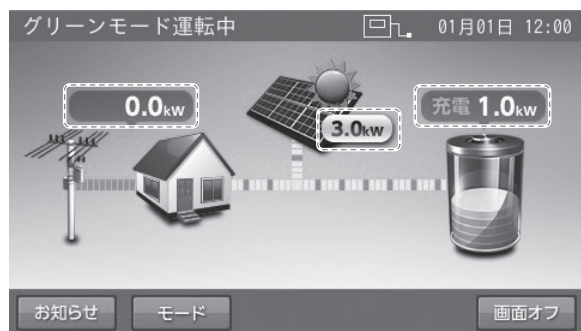 グリーンモード運転中 01月01日 12:00
0.0kw
3.0kw
充電 1.0kw
お知らせ モード 画面オフ